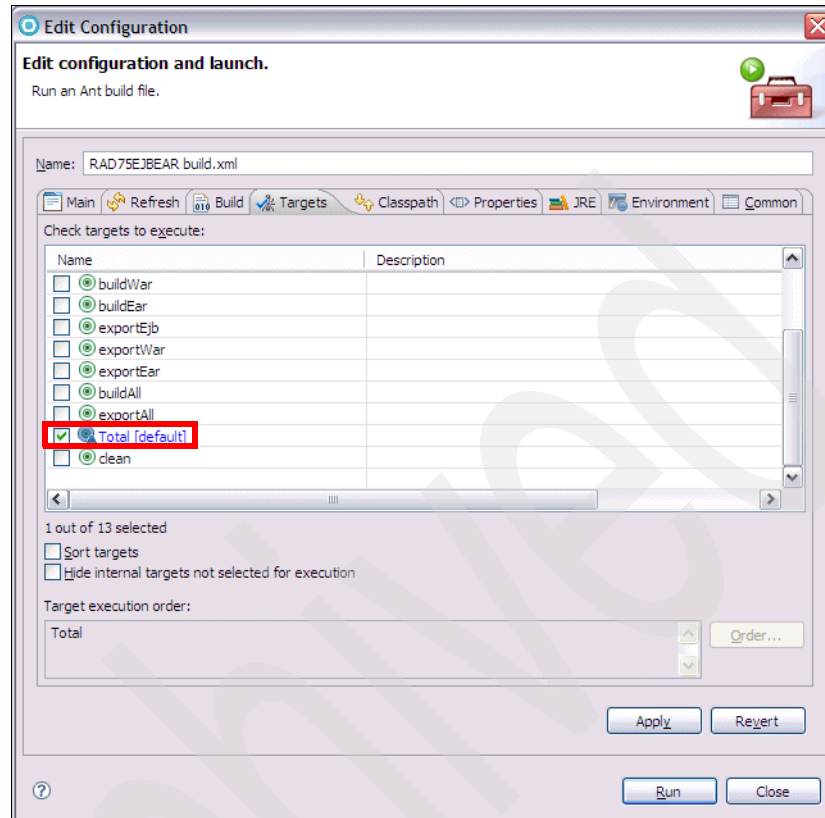 Edit Configuration
Edit configuration and launch.
Run an Ant build file.
Name: RAD75EJBEAR build.xml
Main Refresh Build Targets Classpath Properties JRE Environment Common
Check targets to execute:
Name Description
buildWar
buildEar
exportEjb
exportWar
exportEar
buildAll
exportAll
Total [default]
clean
1 out of 13 selected
Sort targets
Hide internal targets not selected for execution
Target execution order:
Total
Order...
Apply Revert
Run Close